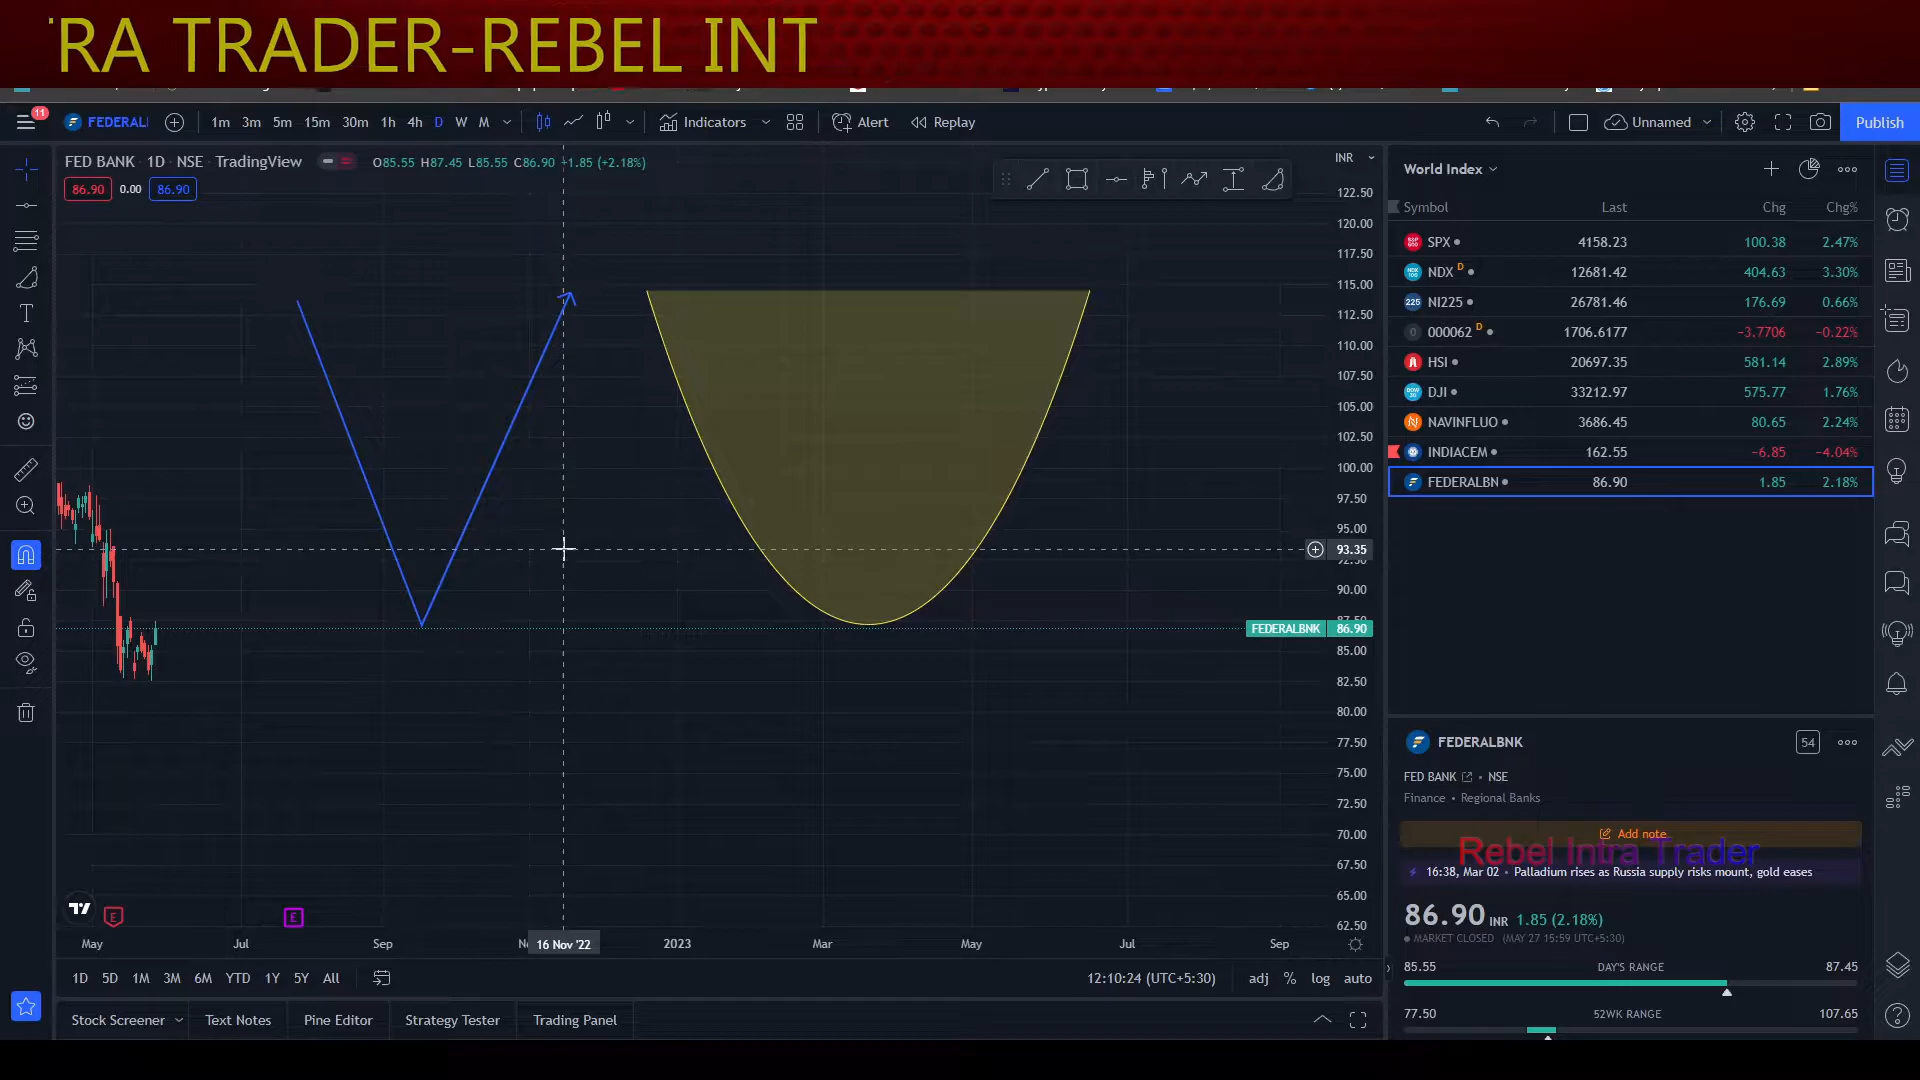 RA TRADER-REBEL INT
11
FEDERAL
1m 3m 5m 15m 30m 1h 4h D W M
Indicators
Alert
Replay
Unnamed
Publish
FED BANK · 1D · NSE · TradingView
O85.55 H87.45 L85.55 C86.90 +1.85 (+2.18%)
86.90 0.00 86.90
INR
122.50
120.00
117.50
115.00
112.50
110.00
107.50
105.00
102.50
100.00
97.50
95.00
93.35
90.00
FEDERALBNK 86.90
85.00
82.50
80.00
77.50
75.00
72.50
70.00
67.50
65.00
62.50
E E
May Jul Sep 16 Nov '22 2023 Mar May Jul Sep
1D 5D 1M 3M 6M YTD 1Y 5Y All
12:10:24 (UTC+5:30) adj % log auto
Stock Screener Text Notes Pine Editor Strategy Tester Trading Panel
World Index
Symbol Last Chg Chg%
SPX 4158.23 100.38 2.47%
NDX D 12681.42 404.63 3.30%
225 NI225 26781.46 176.69 0.66%
0 000062 D 1706.6177 −3.7706 −0.22%
HSI 20697.35 581.14 2.89%
DJI 33212.97 575.77 1.76%
NAVINFLUO 3686.45 80.65 2.24%
INDIACEM 162.55 −6.85 −4.04%
FEDERALBN 86.90 1.85 2.18%
FEDERALBNK 54
FED BANK • NSE
Finance • Regional Banks
Add note
Rebel Intra Trader
16:38, Mar 02 • Palladium rises as Russia supply risks mount, gold eases
86.90 INR 1.85 (2.18%)
MARKET CLOSED (MAY 27 15:59 UTC+5:30)
85.55 DAY'S RANGE 87.45
77.50 52WK RANGE 107.65